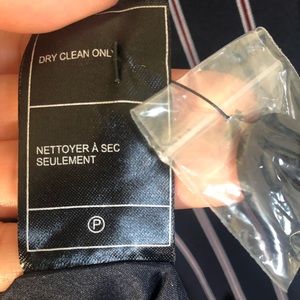 DRY CLEAN ONLY
NETTOYER À SEC
SEULEMENT
P